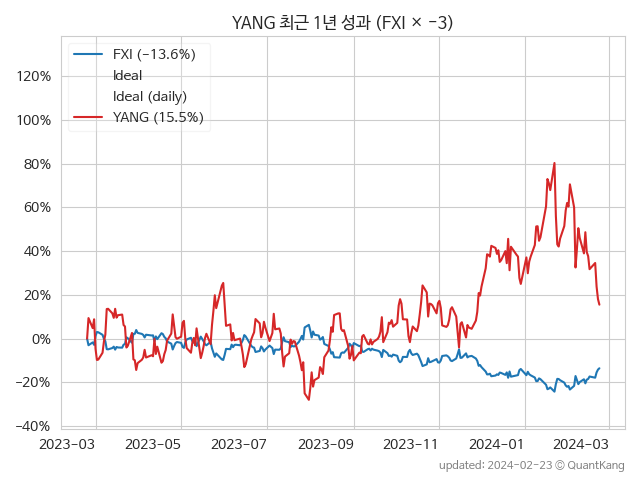 YANG 최근 1년 성과 (FXI × −3)
FXI (−13.6%)
Ideal
Ideal (daily)
YANG (15.5%)
120%
100%
80%
60%
40%
20%
0%
−20%
−40%
2023-03 2023-05 2023-07 2023-09 2023-11 2024-01 2024-03
updated: 2024-02-23 © QuantKang